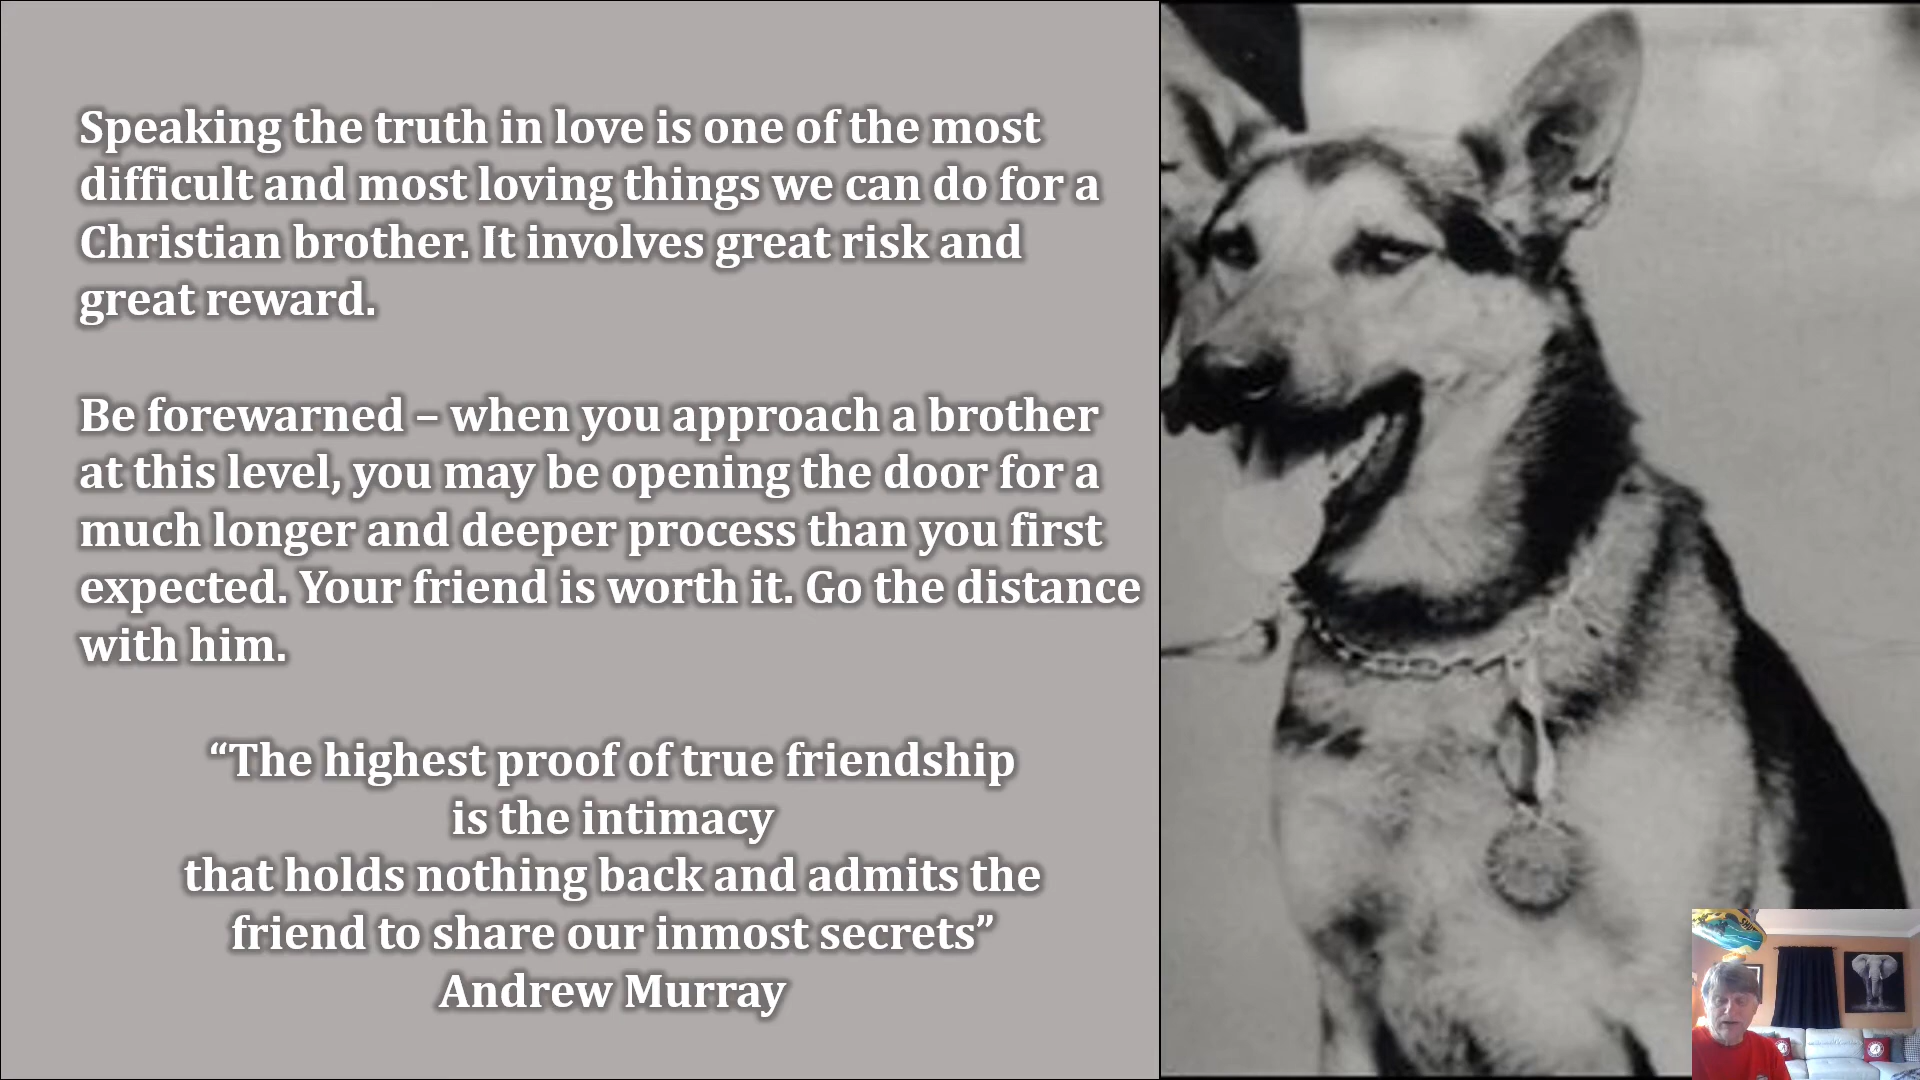 Speaking the truth in love is one of the most
difficult and most loving things we can do for a
Christian brother. It involves great risk and
great reward.
Be forewarned – when you approach a brother
at this level, you may be opening the door for a
much longer and deeper process than you first
expected. Your friend is worth it. Go the distance
with him.
“The highest proof of true friendship
is the intimacy
that holds nothing back and admits the
friend to share our inmost secrets”
Andrew Murray